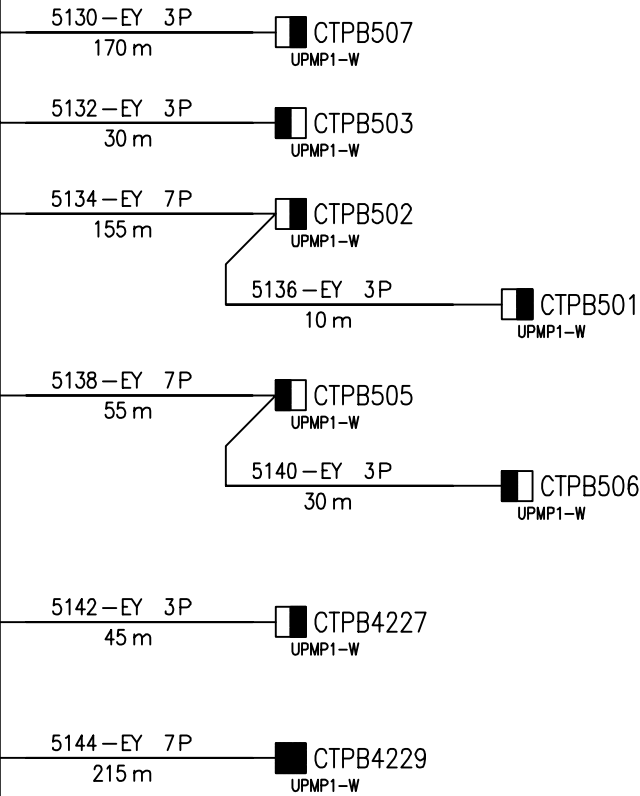 5130-EY 3P
170 m
CTPB507
UPMP1-W
5132-EY 3P
30 m
CTPB503
UPMP1-W
5134-EY 7P
155 m
CTPB502
UPMP1-W
5136-EY 3P
10 m
CTPB501
UPMP1-W
5138-EY 7P
55 m
CTPB505
UPMP1-W
5140-EY 3P
30 m
CTPB506
UPMP1-W
5142-EY 3P
45 m
CTPB4227
UPMP1-W
5144-EY 7P
215 m
CTPB4229
UPMP1-W